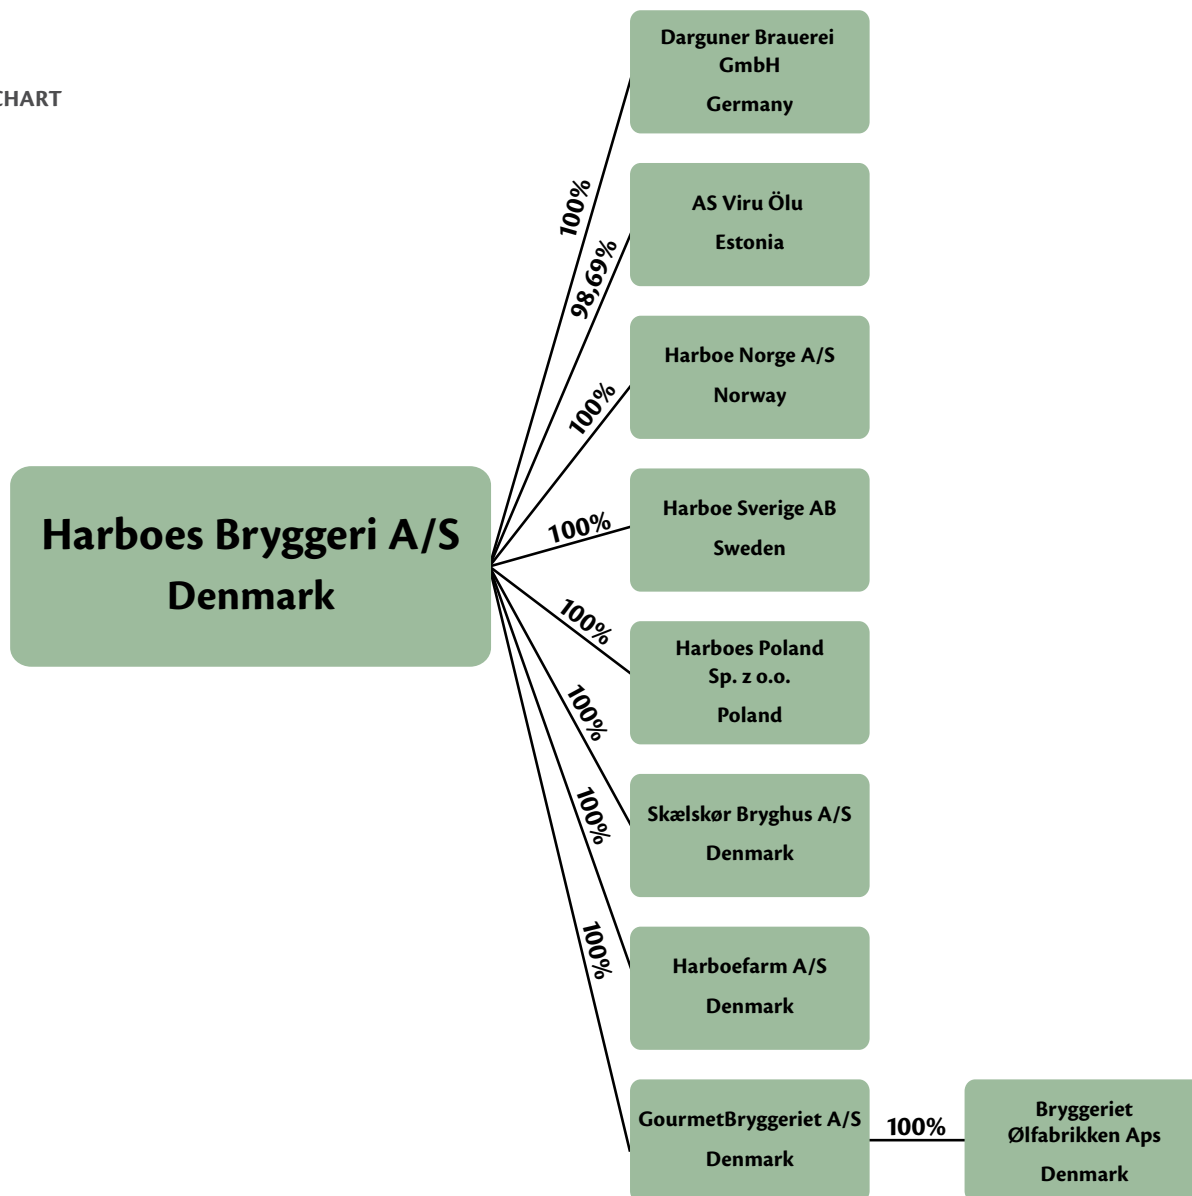 CHART
Darguner Brauerei
GmbH
Germany
100%
AS Viru Ölu
Estonia
98,69%
Harboe Norge A/S
Norway
100%
Harboes Bryggeri A/S
Denmark
Harboe Sverige AB
Sweden
100%
Harboes Poland
Sp. z o.o.
Poland
100%
Skælskør Bryghus A/S
Denmark
100%
Harboefarm A/S
Denmark
100%
GourmetBryggeriet A/S
Denmark
100%
100%
Bryggeriet
Ølfabrikken Aps
Denmark